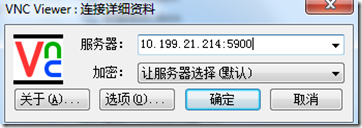 VNC Viewer : 连接详细资料
VNC
服务器： 10.199.21.214:5900
加密： 让服务器选择(默认)
关于(A)... 选项(O)... 确定 取消